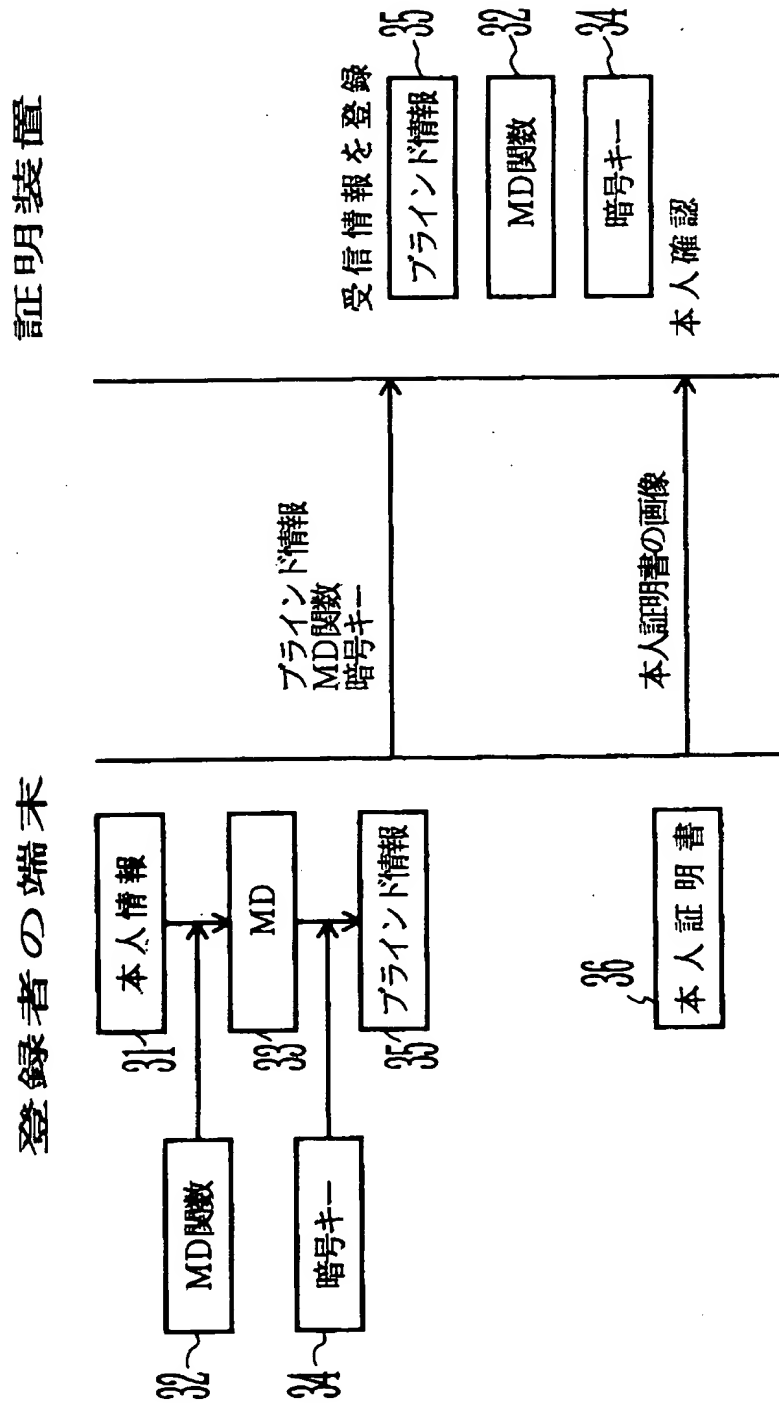 登録者の端末
証明装置
31
本人情報
32
MD関数
33
MD
34
暗号キー
35
ブラインド情報
ブラインド情報
MD関数
暗号キー
受信情報を登録
ブラインド情報
35
MD関数
32
暗号キー
34
36
本人証明書
本人証明書の画像
本人確認